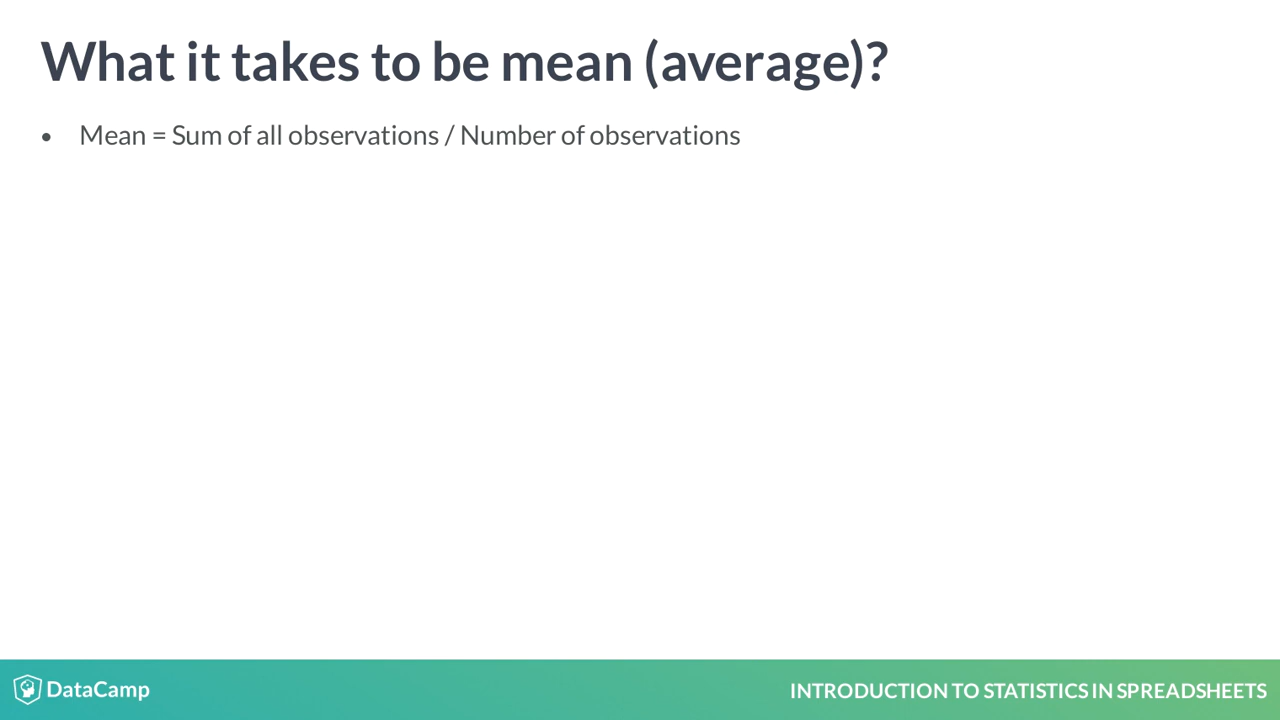 What it takes to be mean (average)?
• Mean = Sum of all observations / Number of observations
DataCamp
INTRODUCTION TO STATISTICS IN SPREADSHEETS